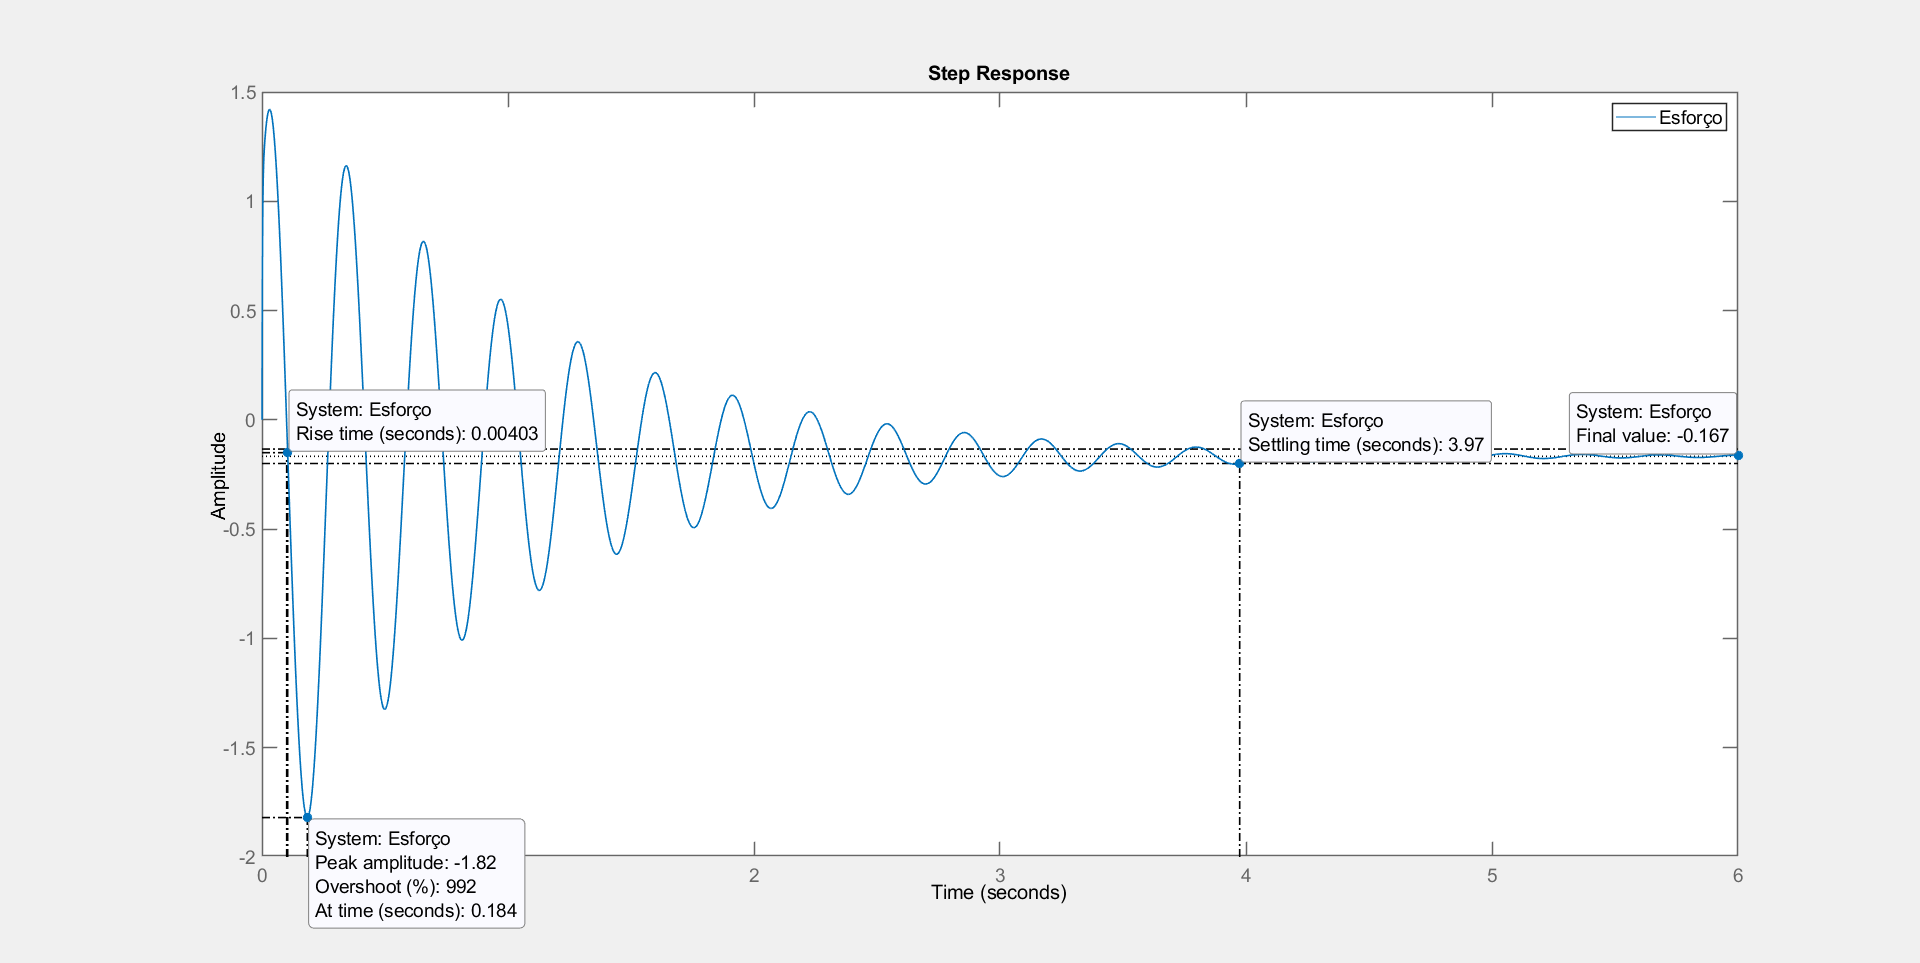 Step Response
1.5
Esforço
1
0.5
System: Esforço
Rise time (seconds): 0.00403
System: Esforço
Settling time (seconds): 3.97
System: Esforço
Final value: -0.167
0
Amplitude
-0.5
-1
-1.5
-2
System: Esforço
Peak amplitude: -1.82
Overshoot (%): 992
At time (seconds): 0.184
0 2 3 4 5 6
Time (seconds)